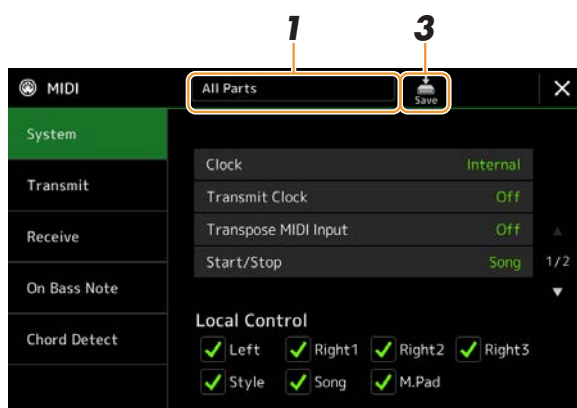 1 3
MIDI All Parts Save
System
Transmit
Receive
On Bass Note
Chord Detect
Clock Internal
Transmit Clock Off
Transpose MIDI Input Off
Start/Stop Song
1/2
Local Control
Left Right1 Right2 Right3
Style Song M.Pad